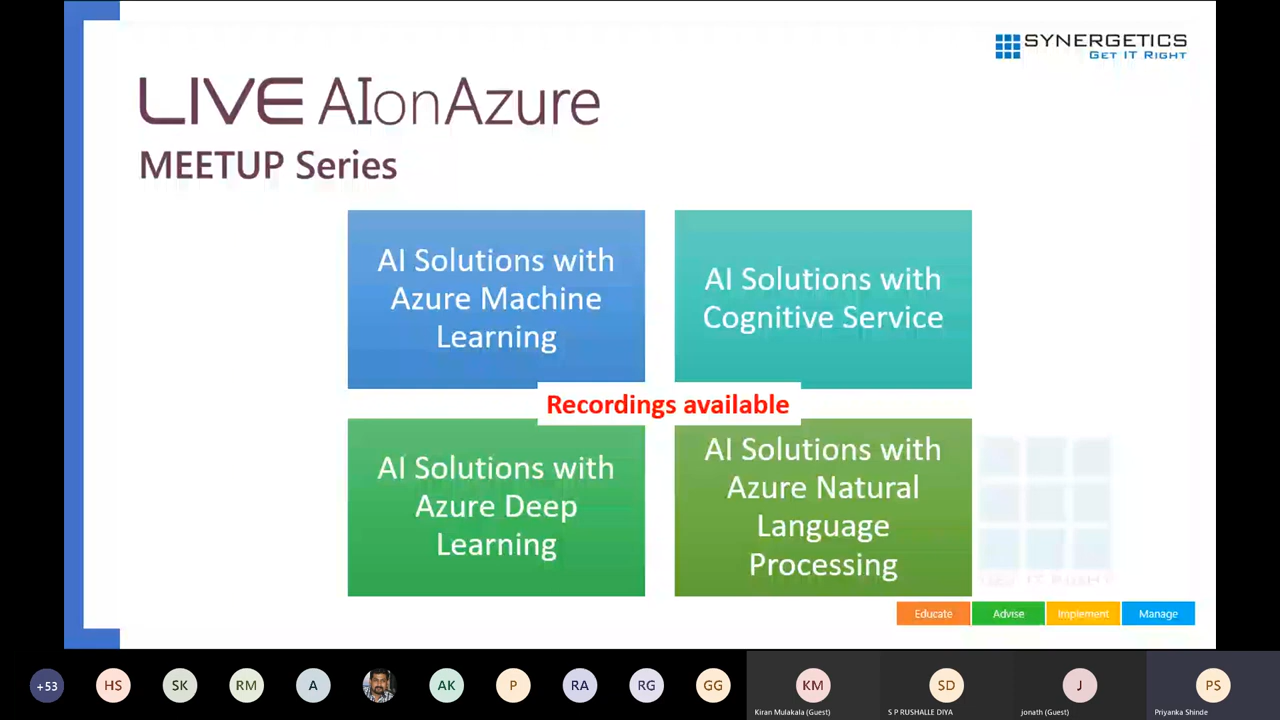 SYNERGETICS
GET IT RIGHT
LIVE AIonAzure
MEETUP Series
AI Solutions with
Azure Machine
Learning
AI Solutions with
Cognitive Service
Recordings available
AI Solutions with
Azure Deep
Learning
AI Solutions with
Azure Natural
Language
Processing
GET IT RIGHT
Educate
Advise
Implement
Manage
+53
HS
SK
RM
A
AK
P
RA
RG
GG
KM
SD
J
PS
Kiran Mulakala (Guest)
S P RUSHALLE DIYA
jonath (Guest)
Priyanka Shinde